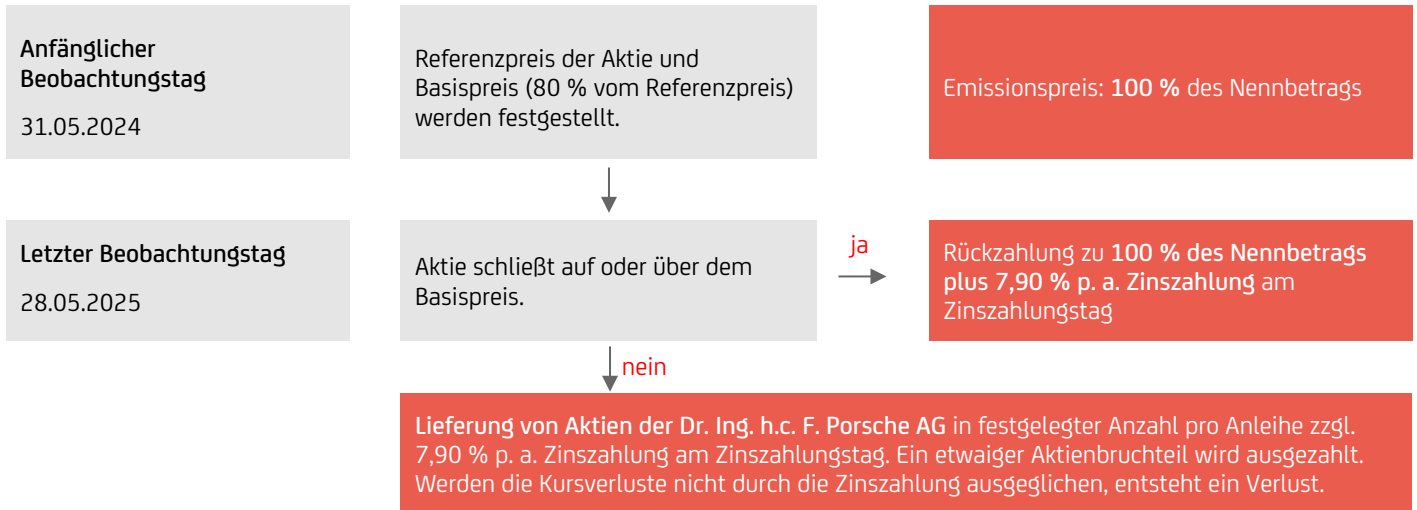 Anfänglicher
Beobachtungstag
31.05.2024
Referenzpreis der Aktie und
Basispreis (80 % vom Referenzpreis)
werden festgestellt.
Emissionspreis: 100 % des Nennbetrags
Letzter Beobachtungstag
28.05.2025
Aktie schließt auf oder über dem
Basispreis.
ja
Rückzahlung zu 100 % des Nennbetrags
plus 7,90 % p. a. Zinszahlung am
Zinszahlungstag
nein
Lieferung von Aktien der Dr. Ing. h.c. F. Porsche AG in festgelegter Anzahl pro Anleihe zzgl.
7,90 % p. a. Zinszahlung am Zinszahlungstag. Ein etwaiger Aktienbruchteil wird ausgezahlt.
Werden die Kursverluste nicht durch die Zinszahlung ausgeglichen, entsteht ein Verlust.